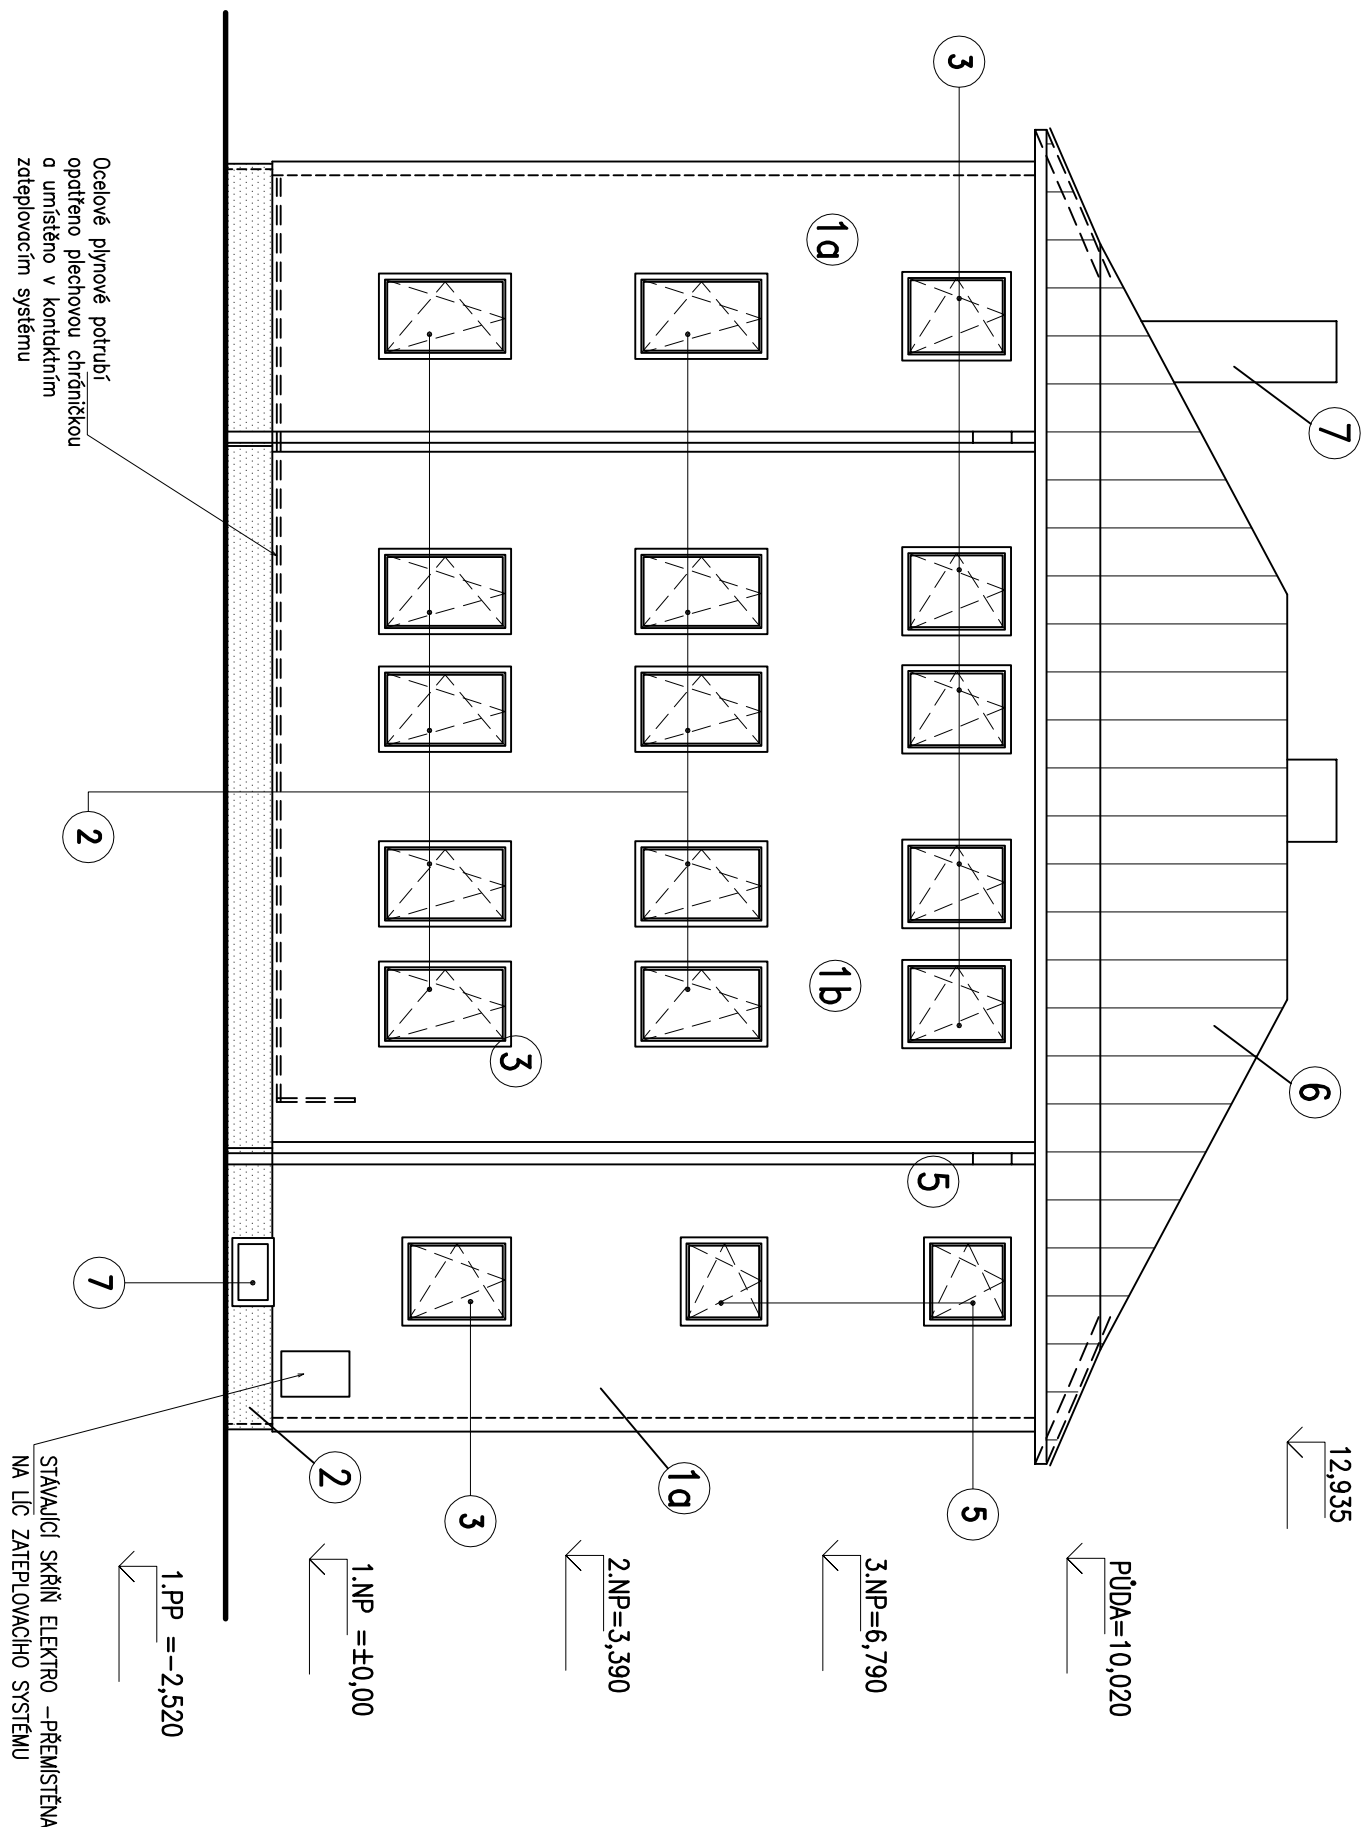 3
7
1a
Ocelové plynové potrubí
opatřeno plechovou chráničkou
a umístěno v kontaktním
zateplovacím systému
2
1b
3
6
5
7
2
3
1a
5
12,935
PŮDA=10,020
3.NP=6,790
2.NP=3,390
1.NP =±0,00
1.PP =-2,520
STÁVAJÍCÍ SKŘÍŇ ELEKTRO -PŘEMÍSTĚNA
NA LÍC ZATEPLOVACÍHO SYSTÉMU